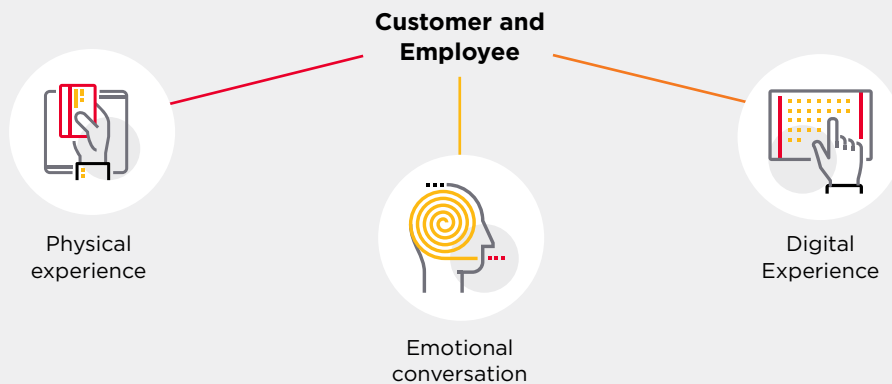 Customer and
Employee
Physical
experience
Emotional
conversation
Digital
Experience